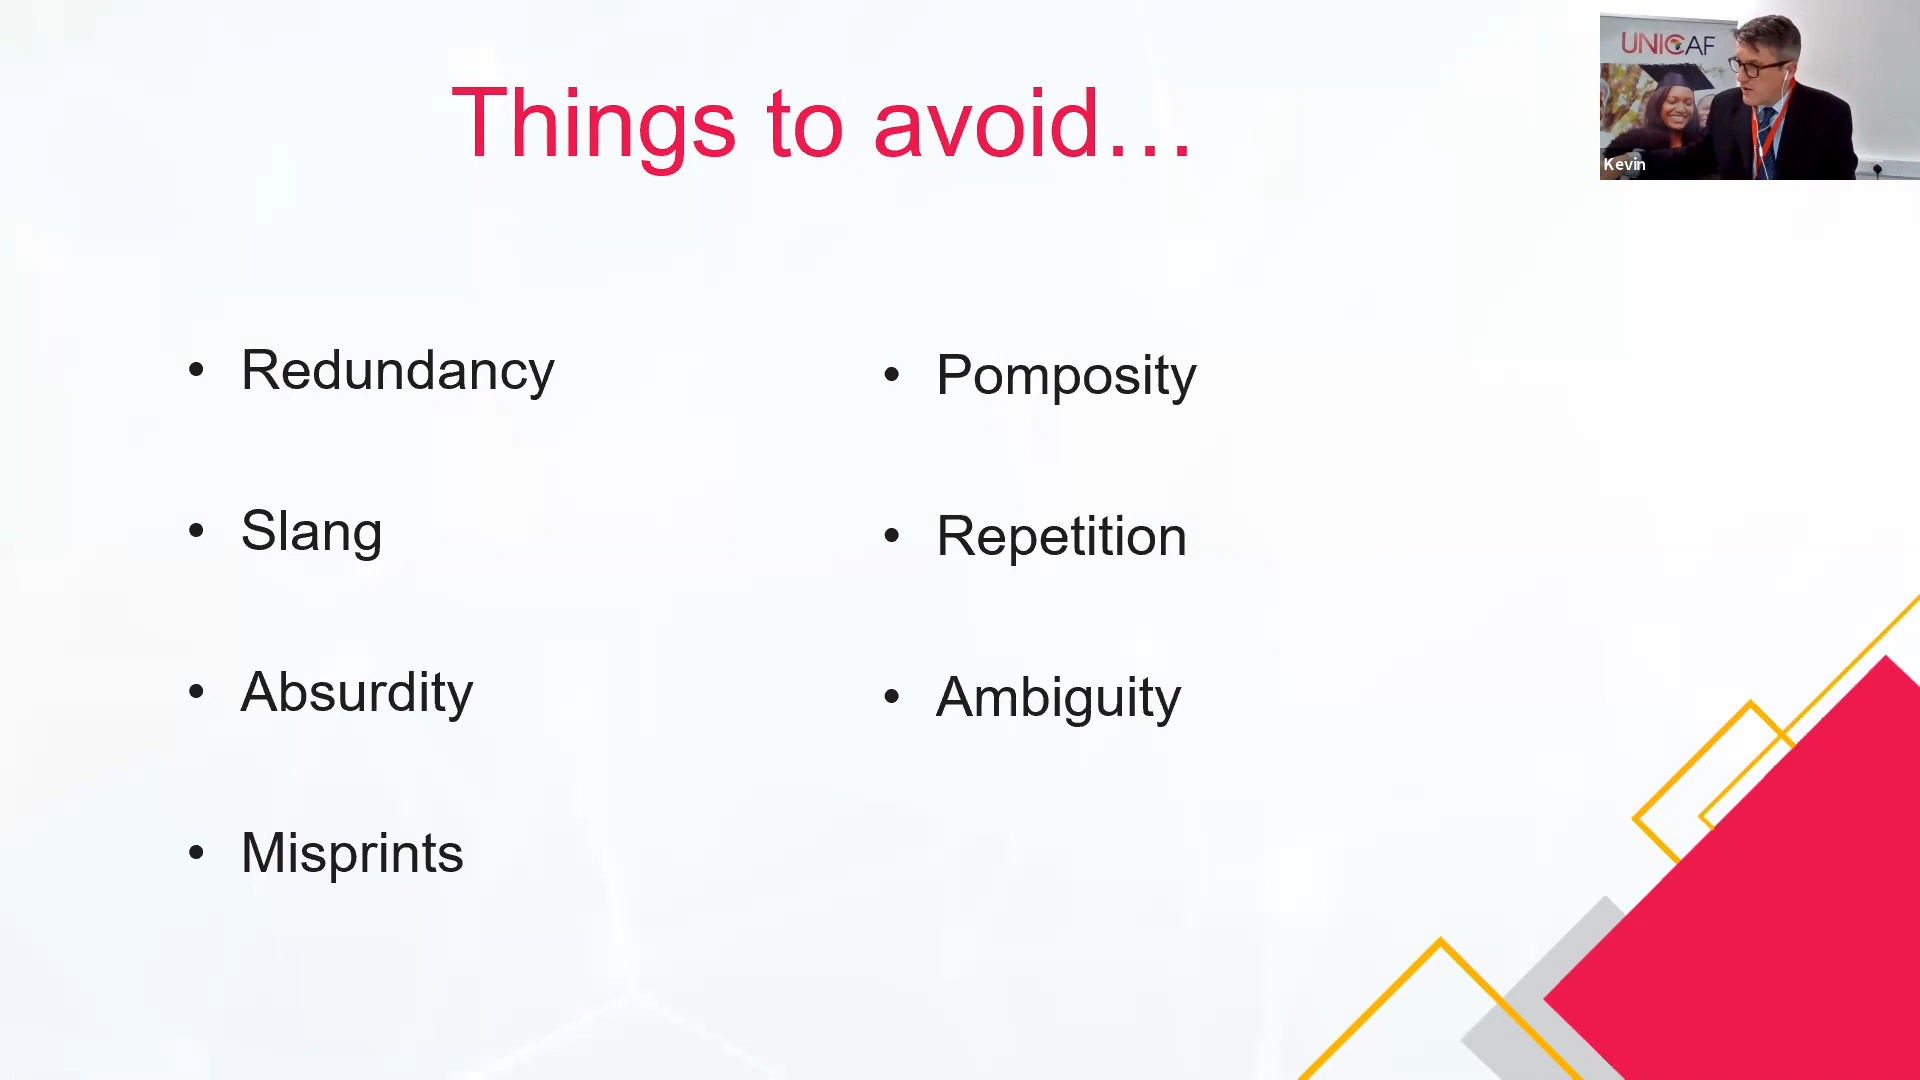 Things to avoid…
UNICAF
Kevin
• Redundancy
• Slang
• Absurdity
• Misprints
• Pomposity
• Repetition
• Ambiguity